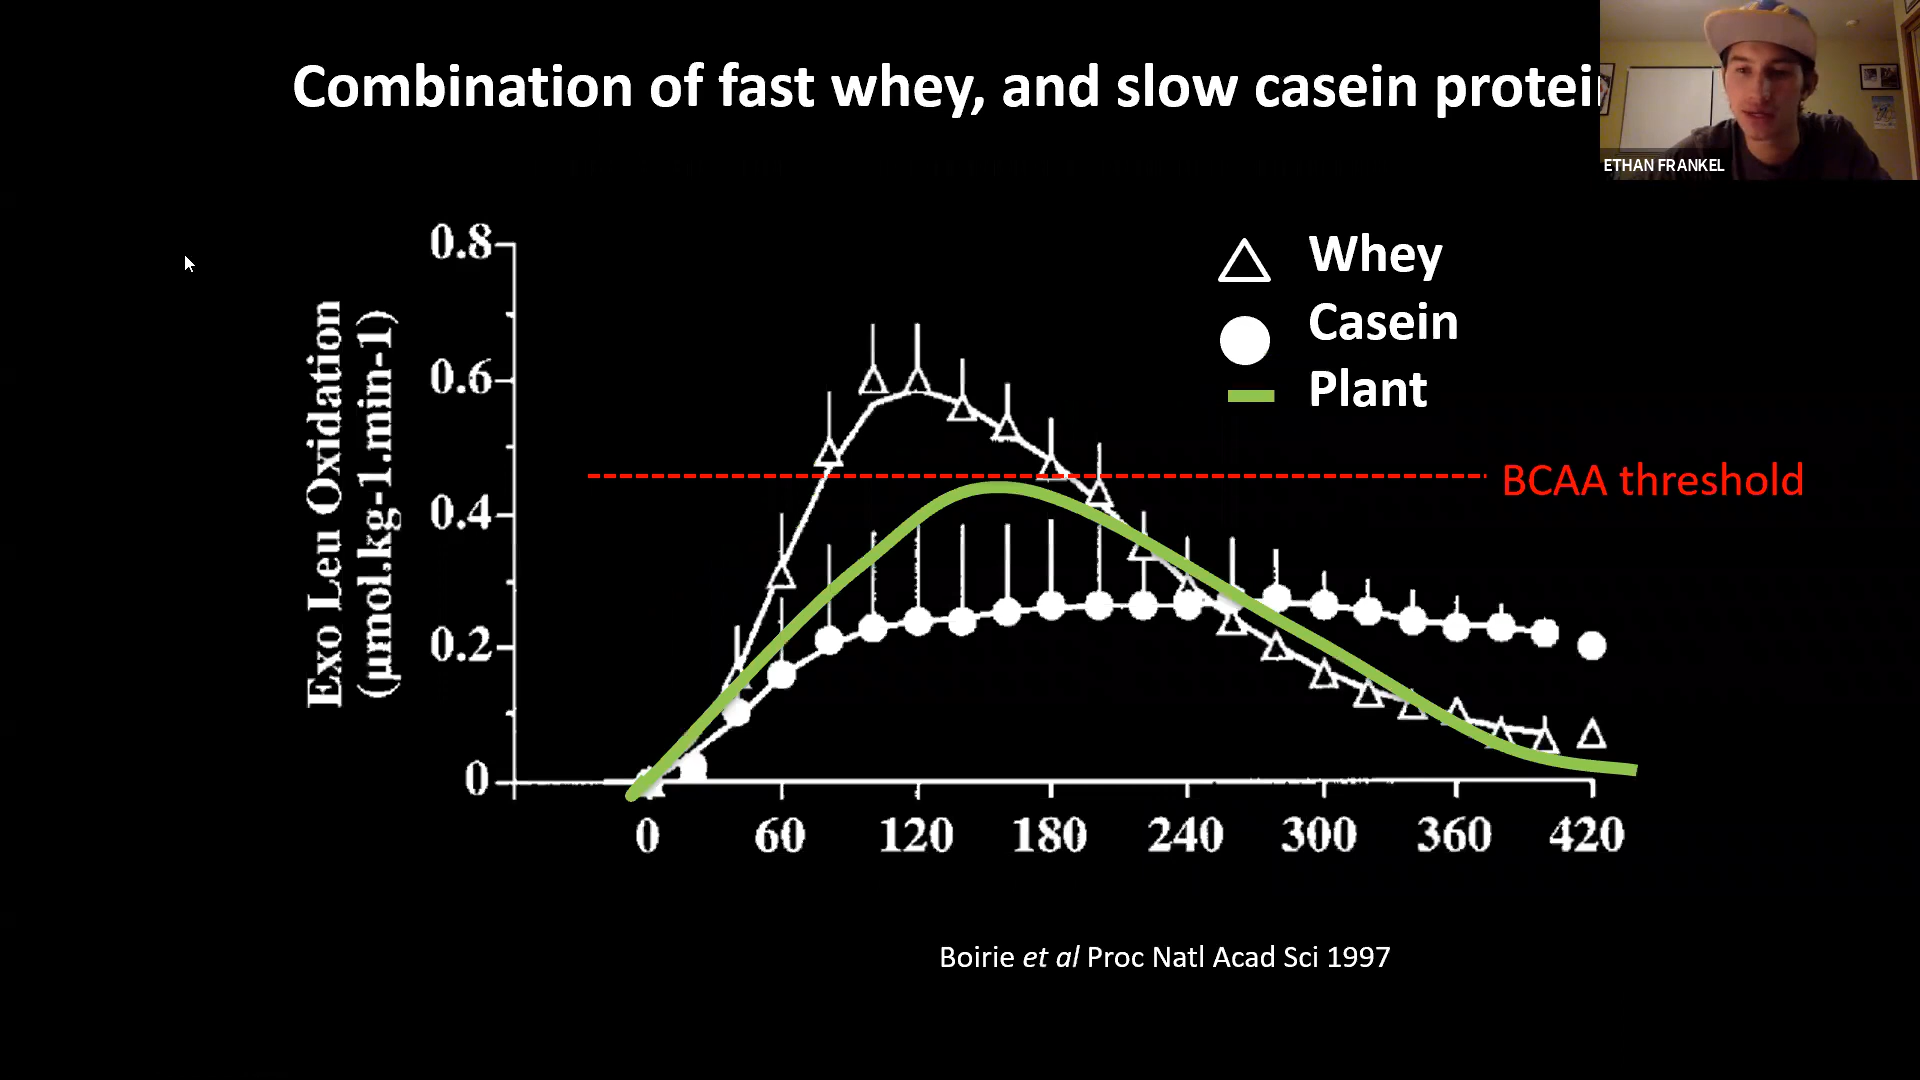 Combination of fast whey, and slow casein protein
ETHAN FRANKEL
Whey
Casein
Plant
Exo Leu Oxidation
(µmol.kg-1.min-1)
0.8
0.6
0.4
0.2
0
BCAA threshold
0 60 120 180 240 300 360 420
Boirie et al Proc Natl Acad Sci 1997